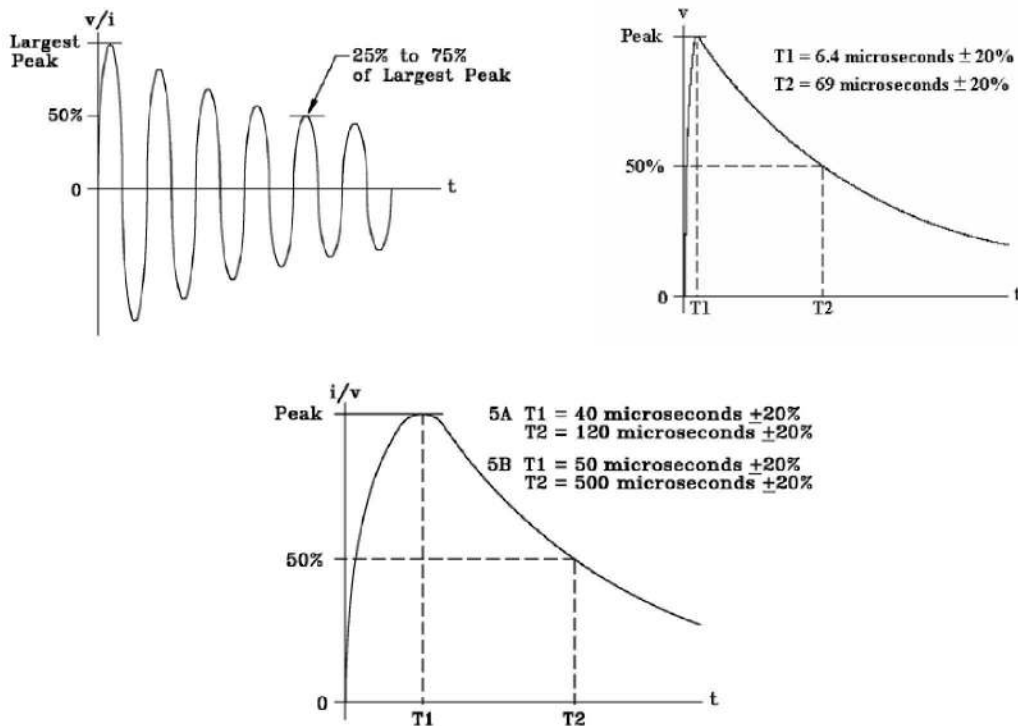 v/i
Largest
Peak
25% to 75%
of Largest Peak
50%
0
t
v
Peak
T1 = 6.4 microseconds ±20%
T2 = 69 microseconds ±20%
50%
0
T1
T2
t
i/v
Peak
5A T1 = 40 microseconds ±20%
T2 = 120 microseconds ±20%
5B T1 = 50 microseconds ±20%
T2 = 500 microseconds ±20%
50%
0
T1
T2
t